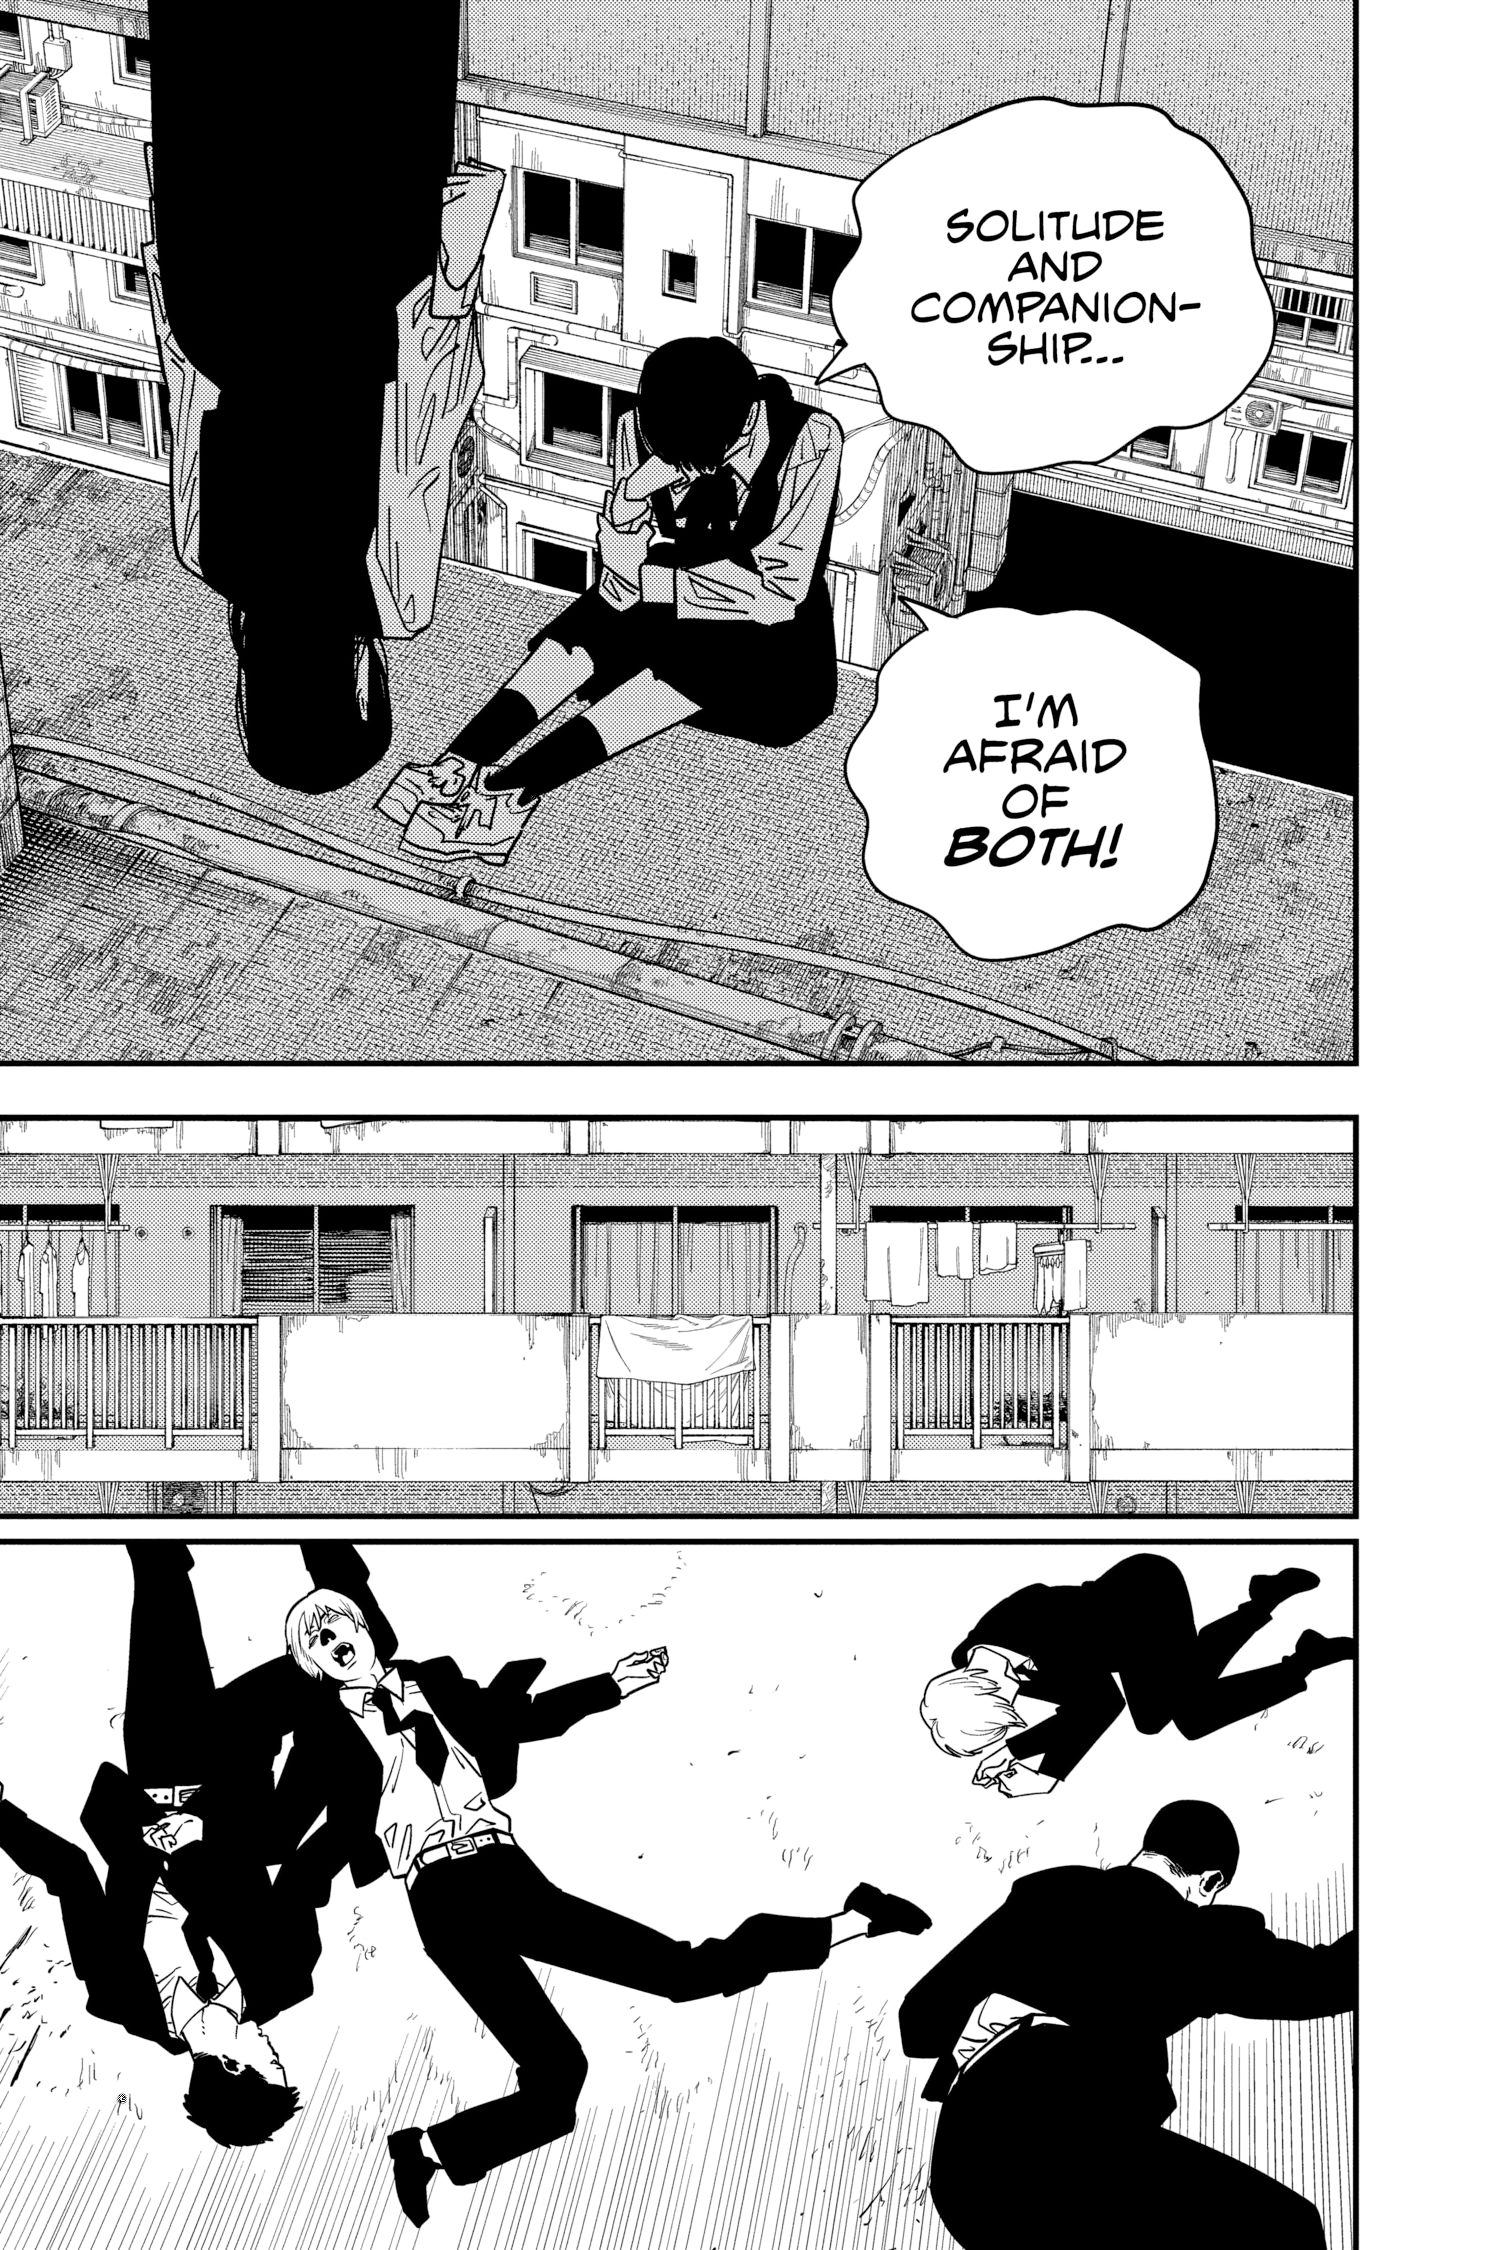 SOLITUDE
AND
COMPANION-
SHIP...
I'M
AFRAID
OF
BOTH!